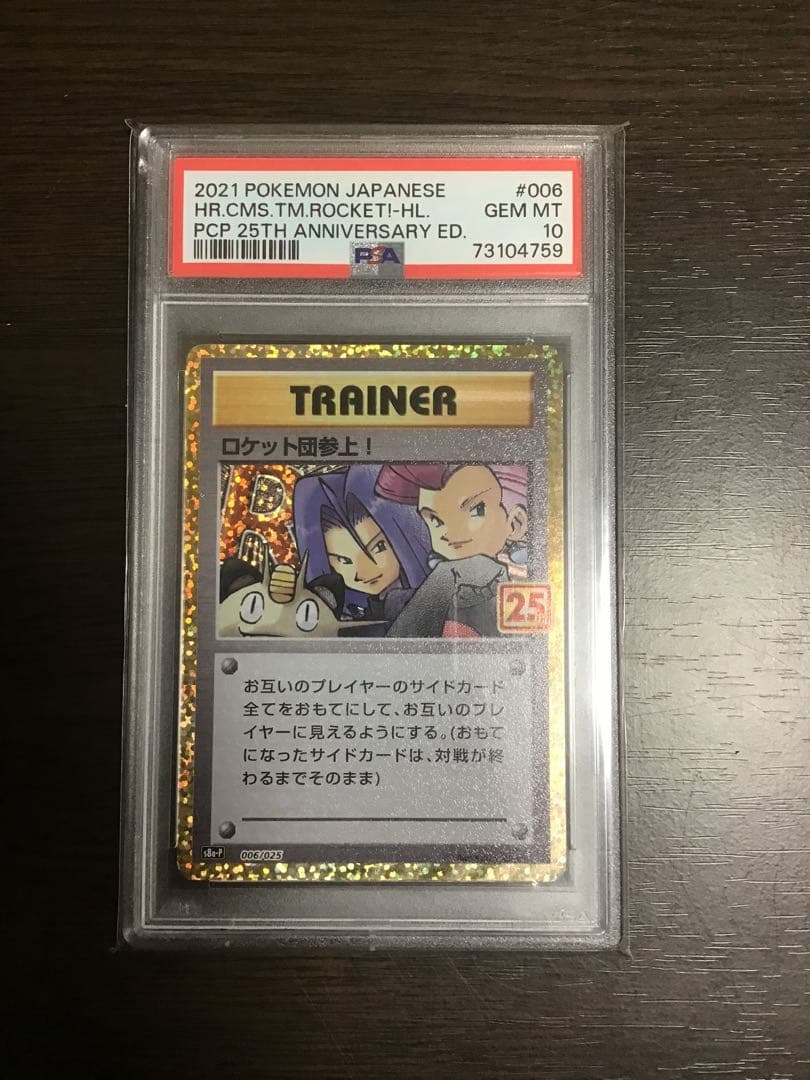 2021 POKEMON JAPANESE #006
HR.CMS.TM.ROCKET!-HL. GEM MT
PCP 25TH ANNIVERSARY ED. 10
PSA 73104759
TRAINER
ロケット団参上！
25
お互いのプレイヤーのサイドカード
全てをおもてにして、お互いのプレ
イヤーに見えるようにする。(おもて
になったサイドカードは、対戦が終
わるまでそのまま)
s8a-P 006/025